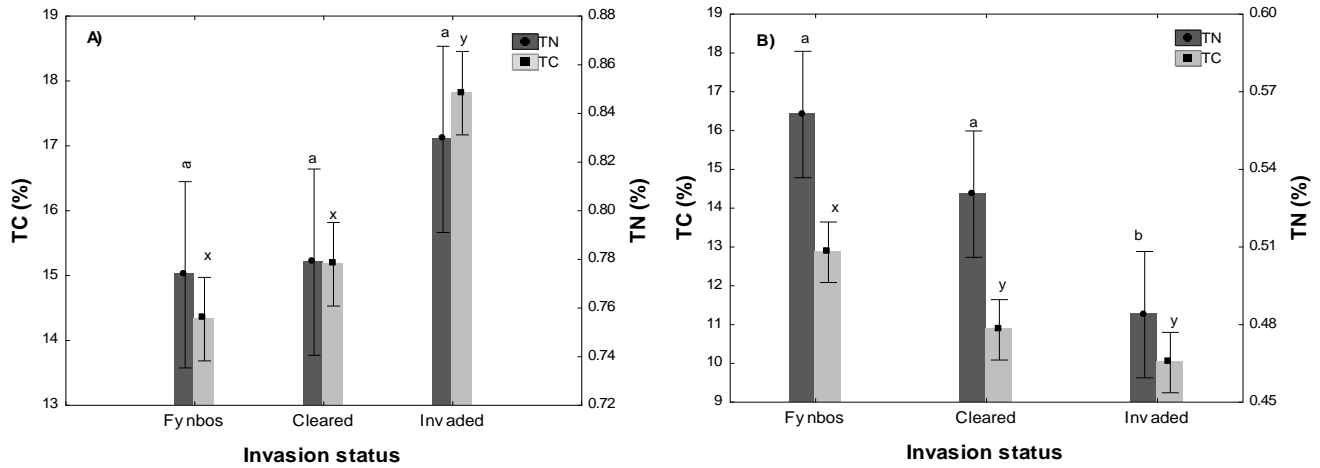 A)
TN
TC
19
18
17
16
15
14
13
TC (%)
0.88
0.86
0.84
0.82
0.80
0.78
0.76
0.74
0.72
TN (%)
a
x
a
x
a
y
Fynbos Cleared Invaded
Invasion status
B)
TN
TC
19
18
17
16
15
14
13
12
11
10
9
TC (%)
0.60
0.57
0.54
0.51
0.48
0.45
TN (%)
a
x
a
y
b
y
Fynbos Cleared Invaded
Invasion status